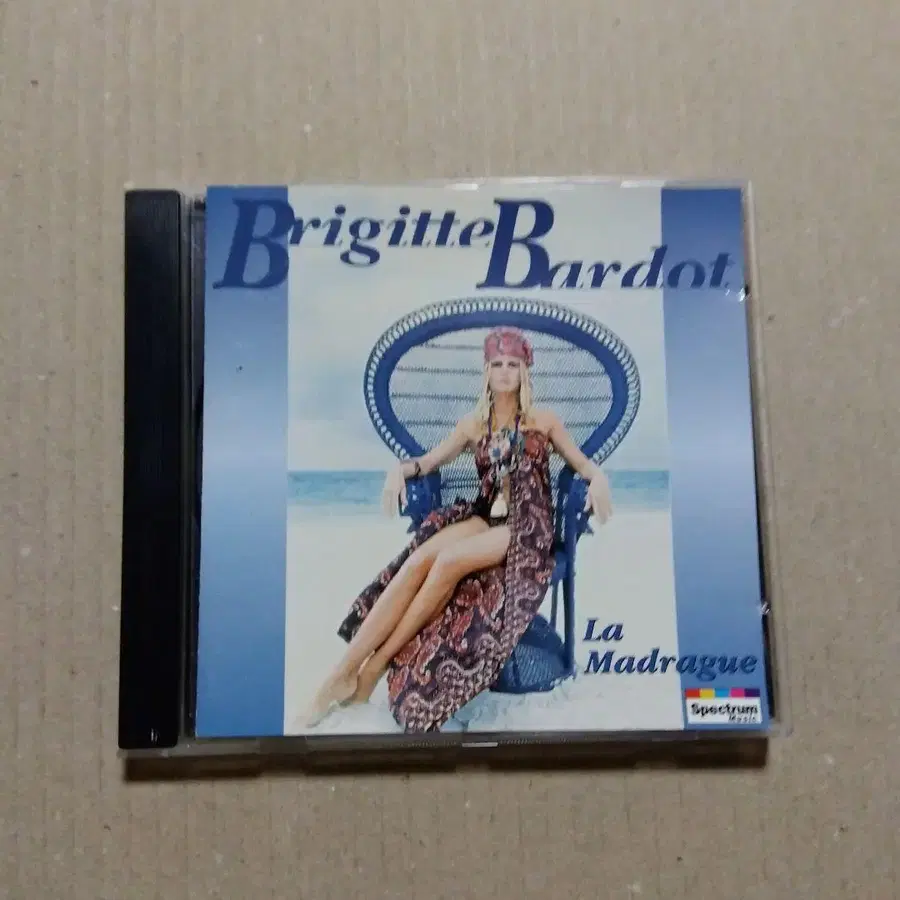 Brigitte Bardot
La
Madrague
Spectrum
Music